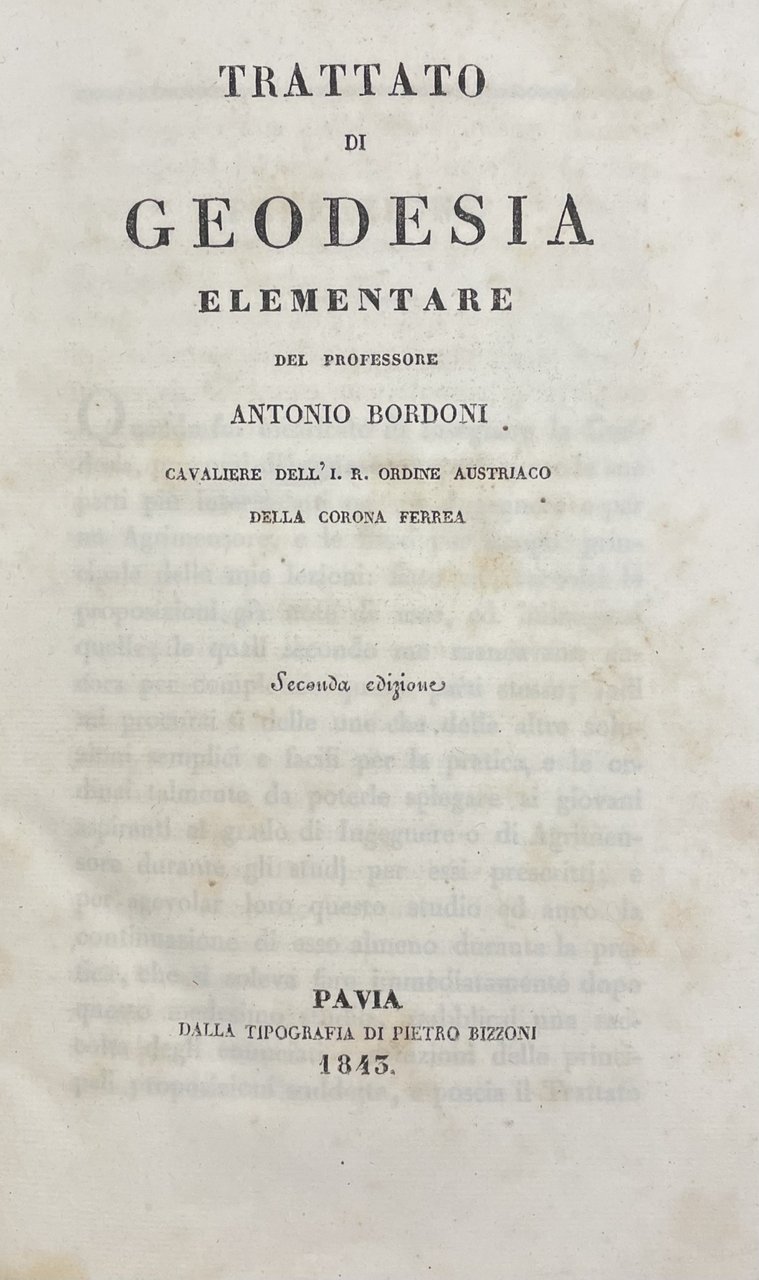 TRATTATO
DI
GEODESIA
ELEMENTARE
DEL PROFESSORE
ANTONIO BORDONI
CAVALIERE DELL' I. R. ORDINE AUSTRIACO
DELLA CORONA FERREA
Seconda edizione
PAVIA
DALLA TIPOGRAFIA DI PIETRO BIZZONI
1843.